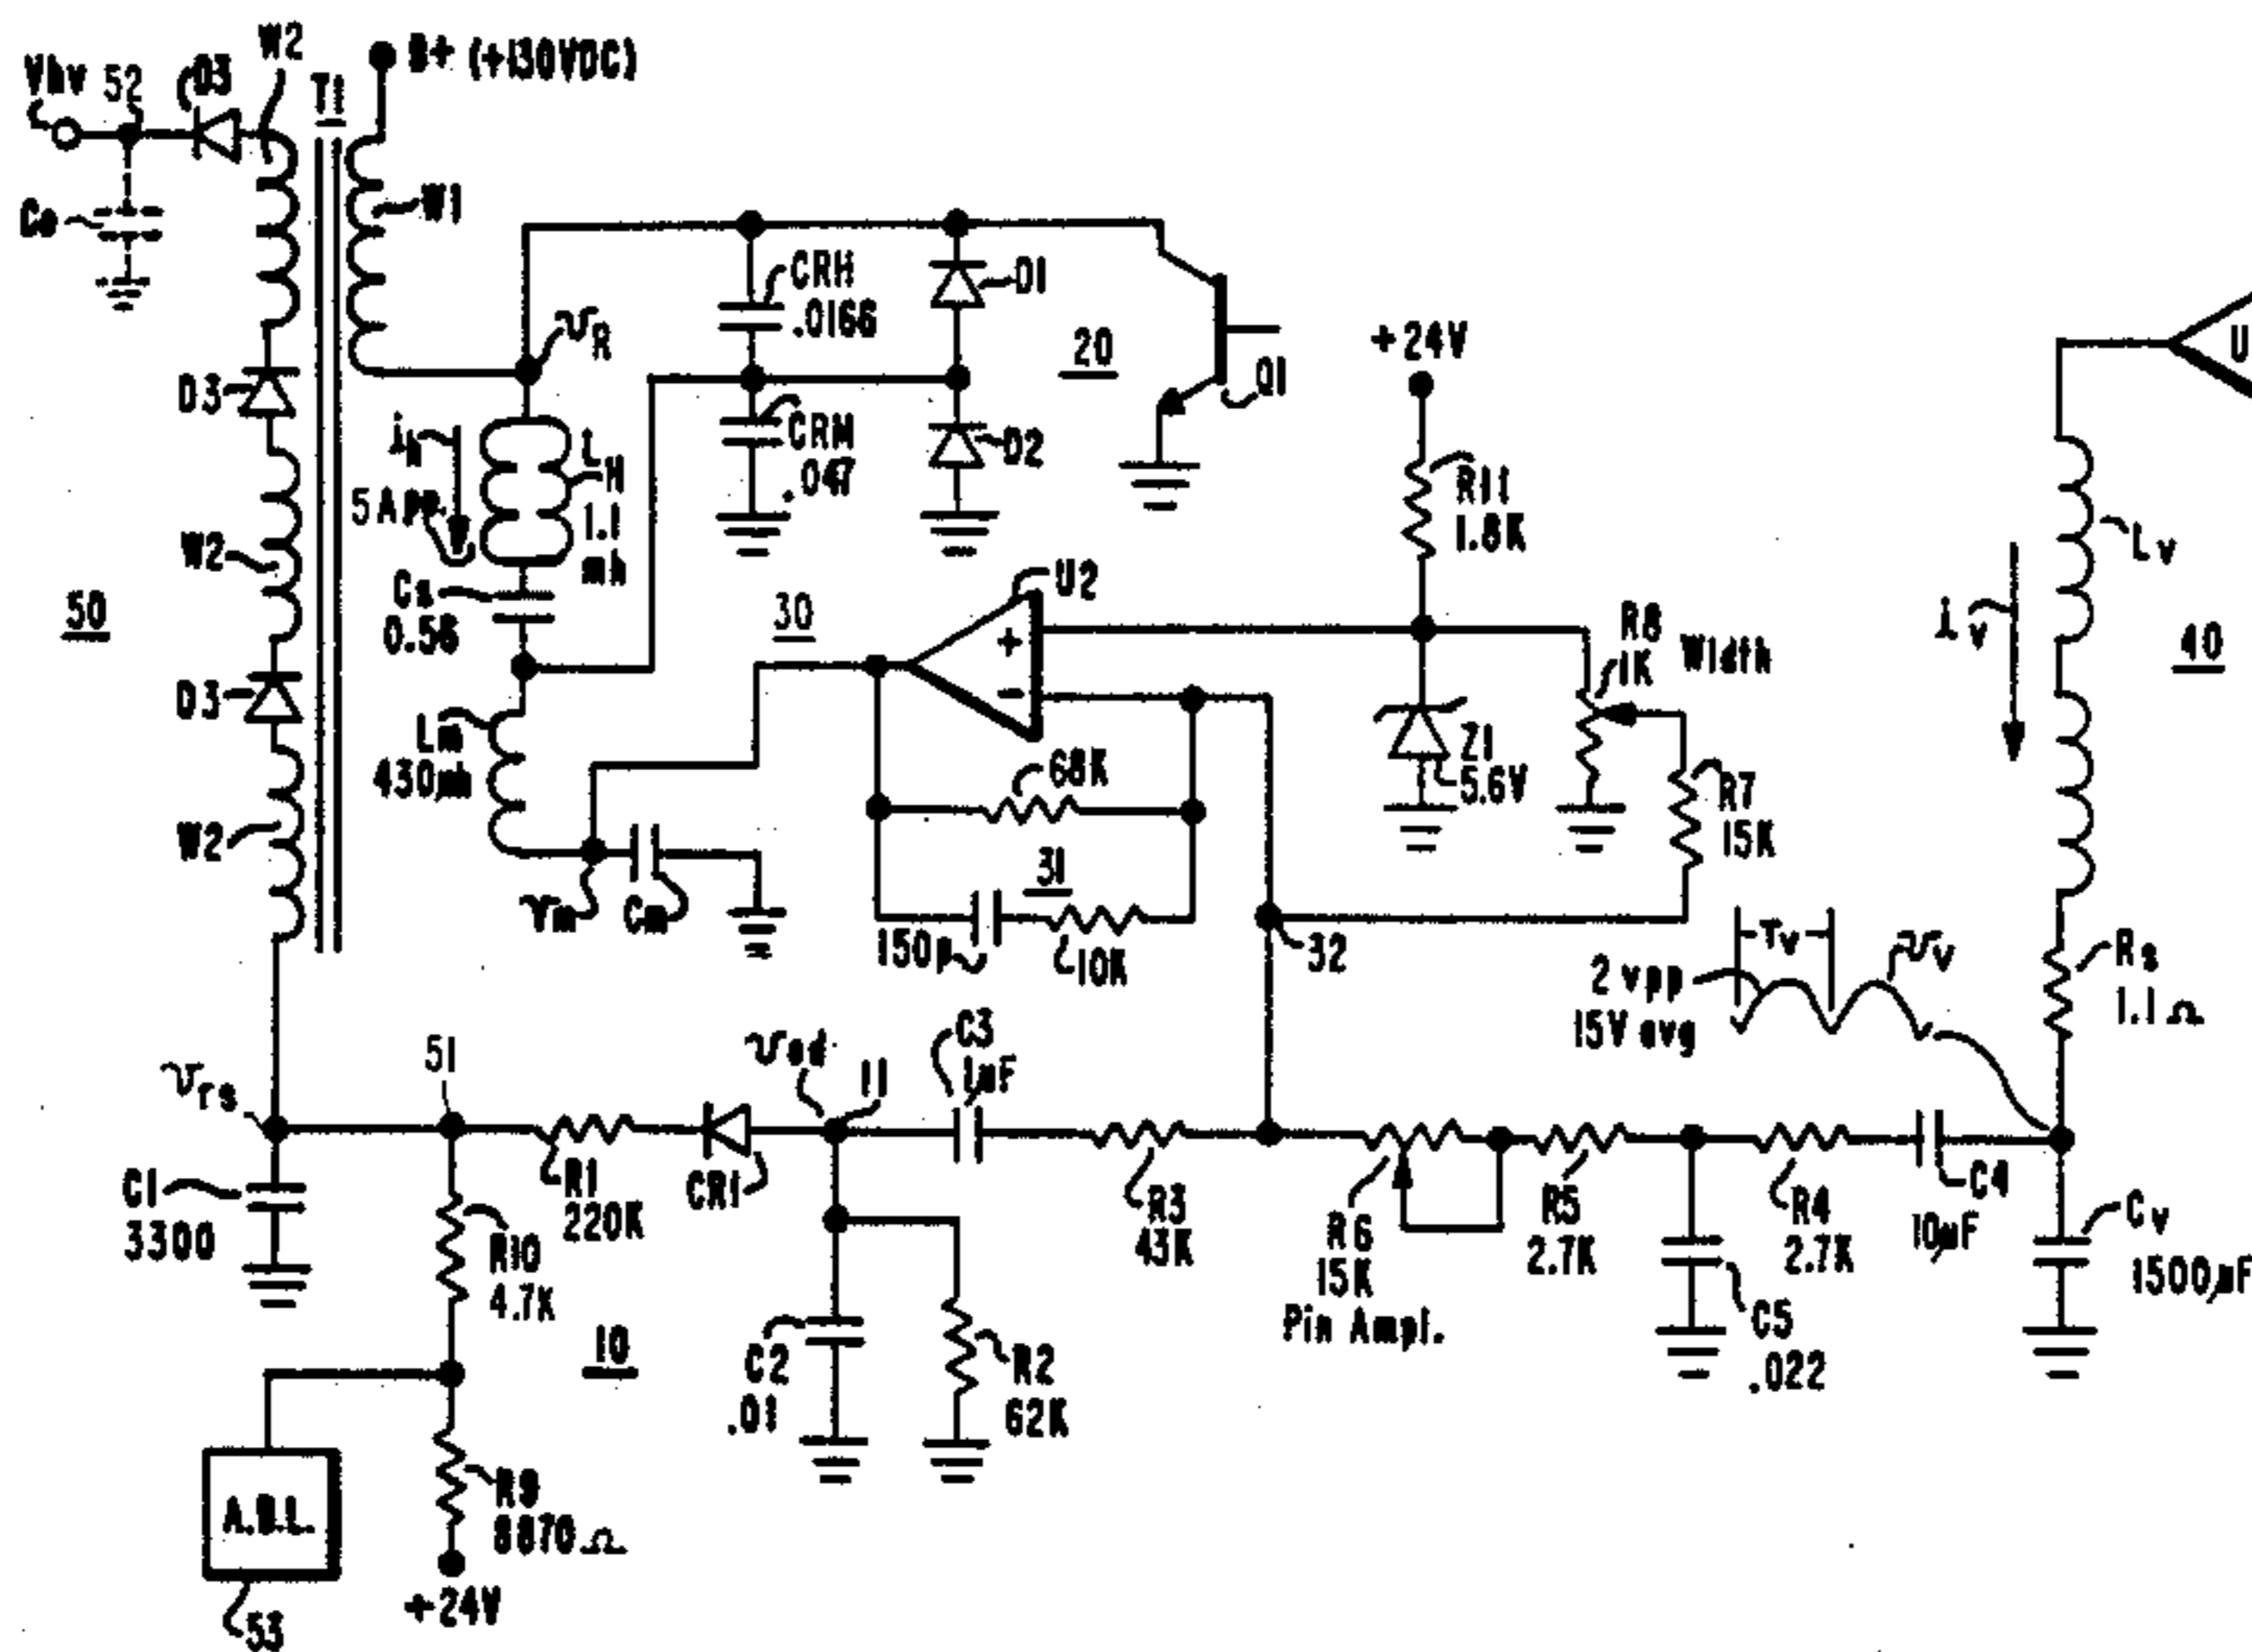 Vhv
52
D3
W2
T1
B+ (+130VDC)
W1
Co
CRH
.0166
D1
20
+24V
Q1
U
D3
VR
ih
5App.
LH
1.1
mh
CRM
.047
D2
R11
1.8K
Lv
50
W2
Cs
0.56
30
U2
+
-
R8
1K
Width
iv
40
D3
Lm
430µh
68K
Z1
5.6V
R7
15K
W2
31
Vm
Cm
150p
10K
32
2 vpp
15V avg
Tv
Vv
Rs
1.1Ω
Vrs
51
Vsd
11
C3
1µF
C1
3300
R1
220K
CR1
R3
43K
R6
15K
Pin Ampl.
R5
2.7K
R4
2.7K
C4
10µF
Cv
1500µF
R10
4.7K
10
C2
.01
R2
62K
C5
.022
A.B.L.
53
R9
8870Ω
+24V